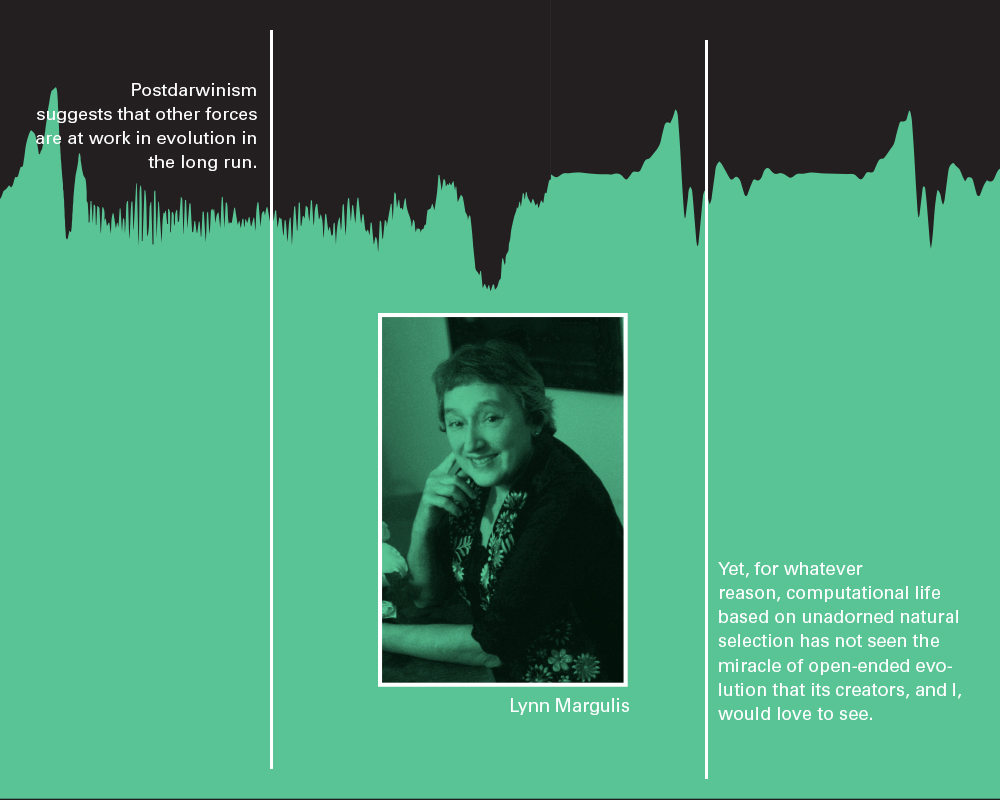 Postdarwinism
suggests that other forces
are at work in evolution in
the long run.
Lynn Margulis
Yet, for whatever
reason, computational life
based on unadorned natural
selection has not seen the
miracle of open-ended evo-
lution that its creators, and I,
would love to see.